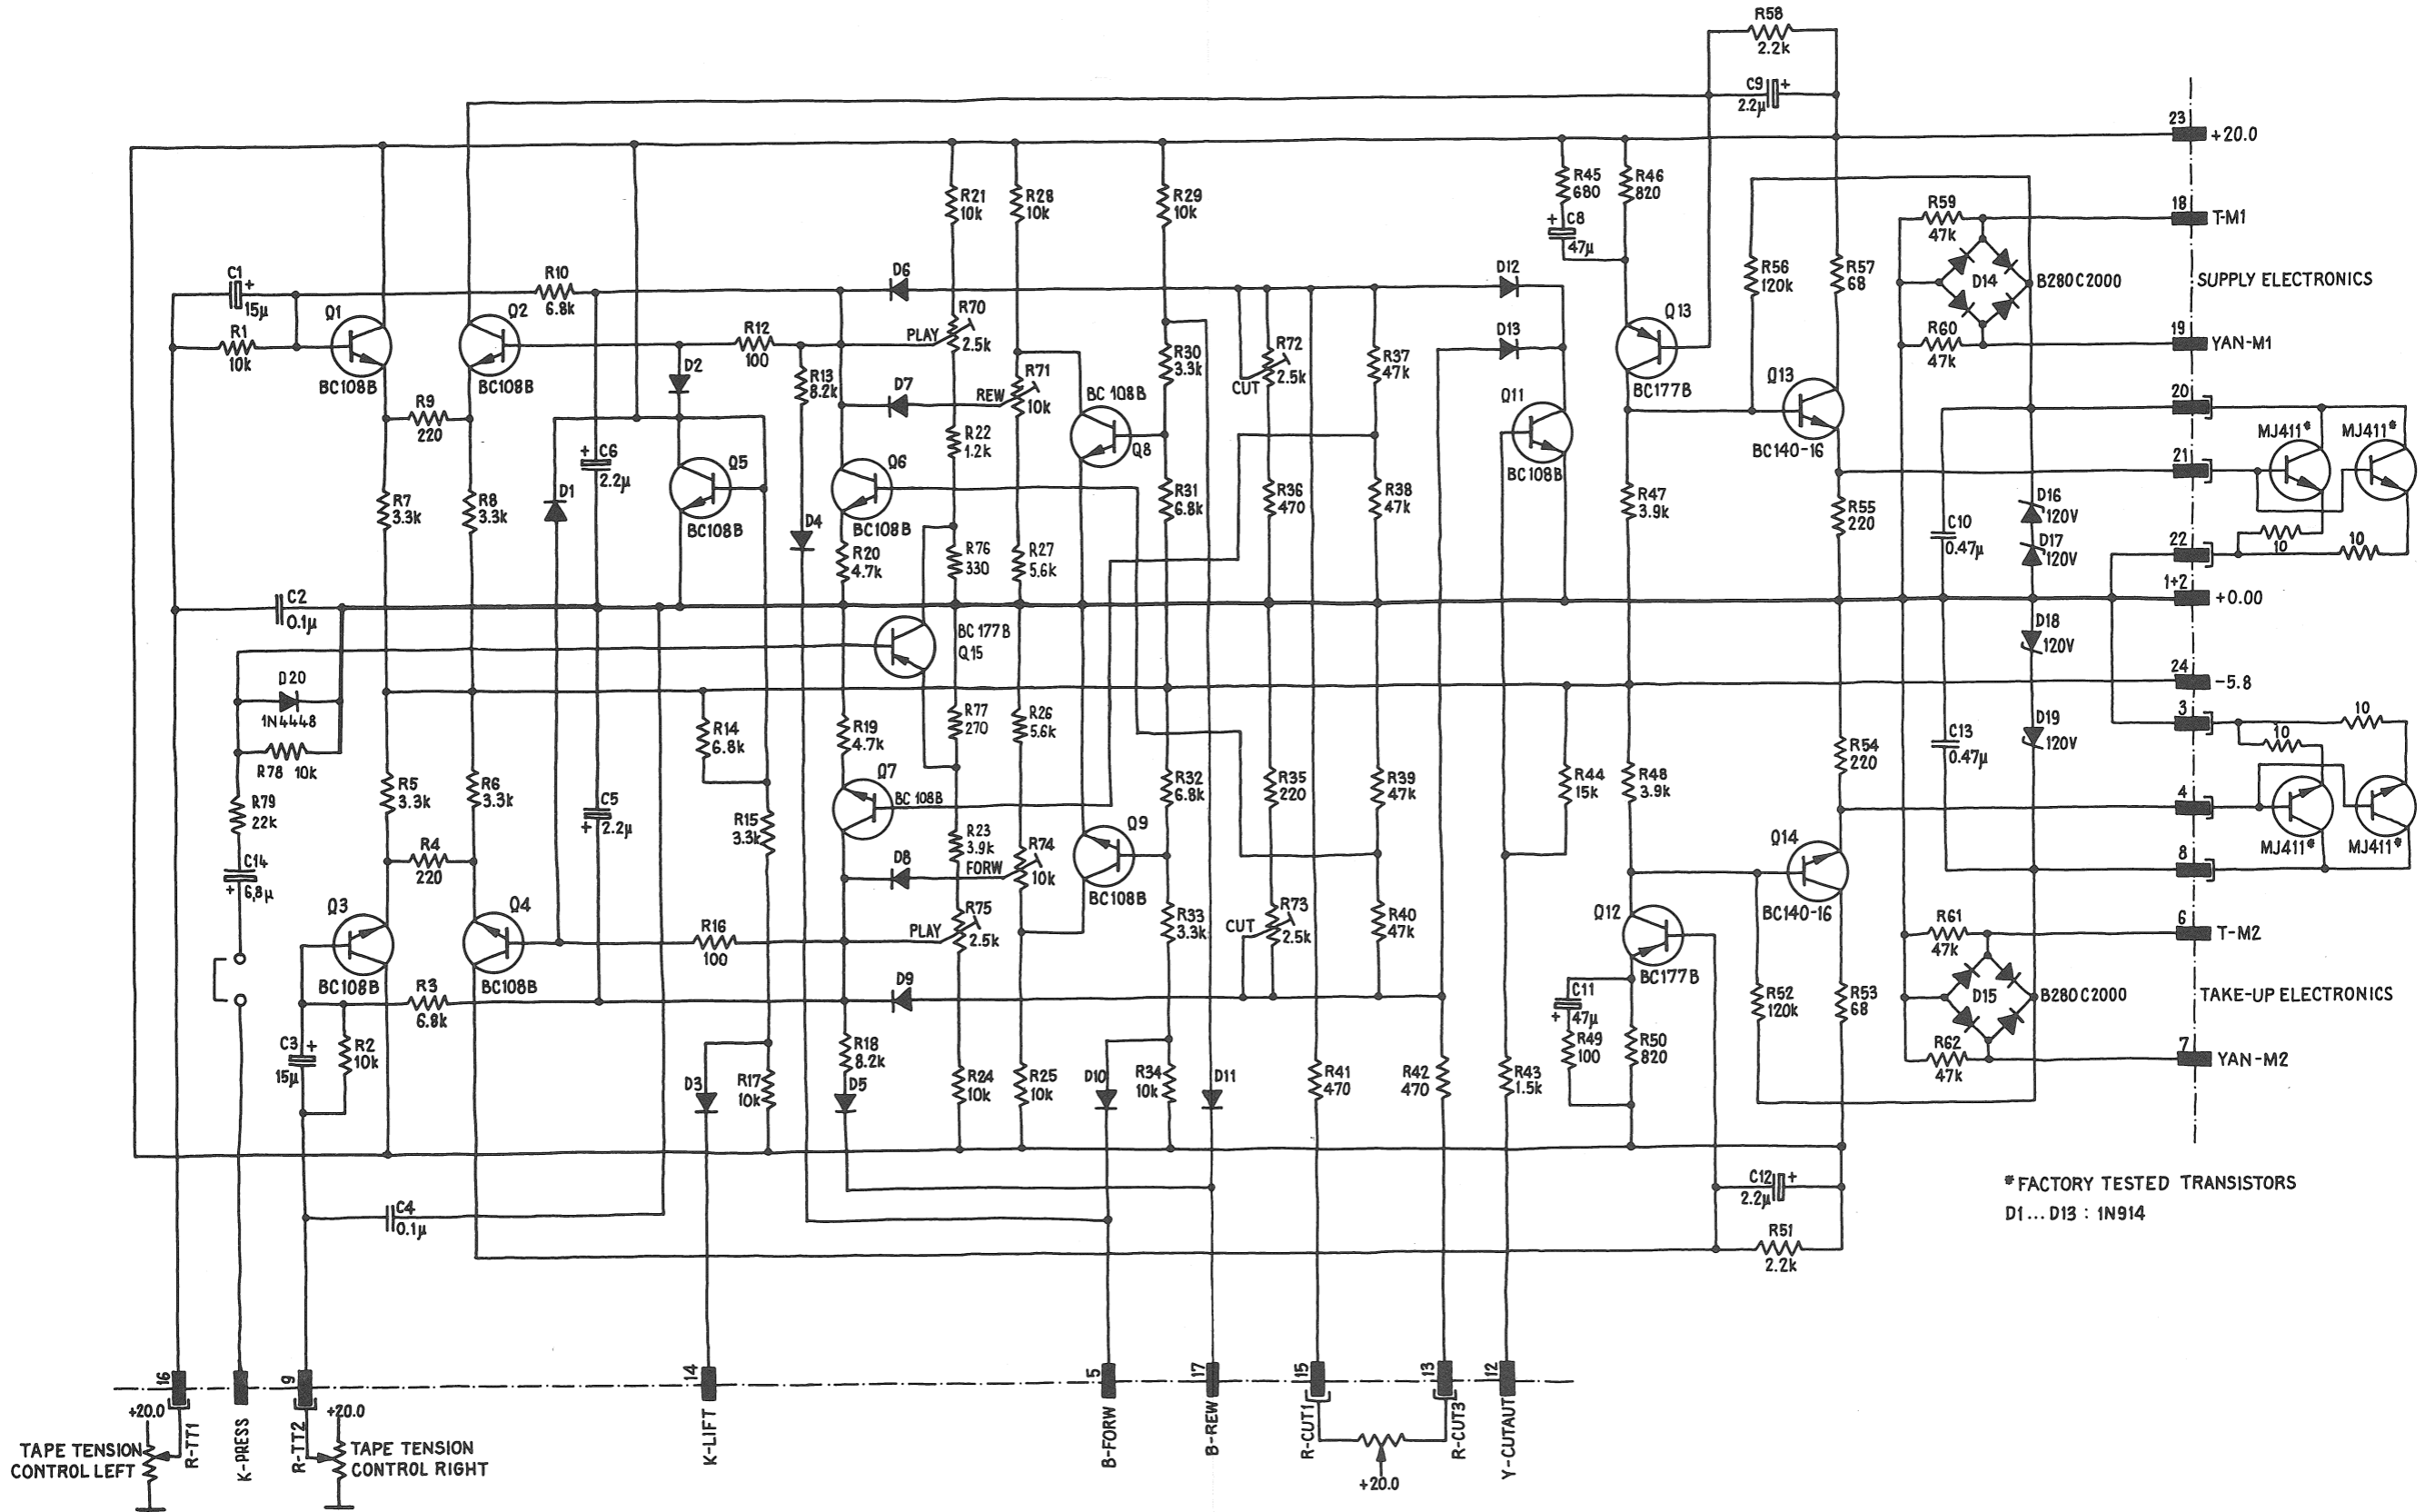 R58
2.2k
C9 +
2.2µ
23
+20.0
R21
10k
R28
10k
R29
10k
R45
680
R46
820
+ C8
47µ
R59
47k
18
T-M1
C1
+
15µ
R10
6.8k
D6
D12
R56
120k
R57
68
D14
B280C2000
SUPPLY ELECTRONICS
Q1
Q2
R1
10k
R12
100
PLAY
R70
2.5k
D13
Q13
R60
47k
19
YAN-M1
BC108B
BC108B
D2
R13
8.2k
D7
REW
R71
10k
BC 108B
R30
3.3k
CUT
R72
2.5k
R37
47k
Q11
BC177B
Q13
20
R9
220
R22
1.2k
Q8
BC108B
BC140-16
MJ411*
MJ411*
21
+ C6
2.2µ
Q5
Q6
R7
3.3k
R8
3.3k
D1
D4
BC108B
BC108B
R31
6.8k
R36
470
R38
47k
R47
3.9k
R55
220
D16
120V
C10
0.47µ
D17
120V
22
10
10
R20
4.7k
R76
330
R27
5.6k
C2
0.1µ
1+2
+0.00
BC 177B
Q15
D18
120V
24
-5.8
D20
1N4448
R78 10k
R14
6.8k
R19
4.7k
R77
270
R26
5.6k
3
10
10
D19
120V
C13
0.47µ
R54
220
R79
22k
R5
3.3k
R6
3.3k
C5
+ 2.2µ
R15
3.3k
Q7
BC 108B
R32
6.8k
R35
220
R39
47k
R44
15k
R48
3.9k
4
R4
220
C14
+ 6,8µ
R23
3.9k
D8
FORW
R74
10k
Q9
BC108B
Q14
BC140-16
MJ411*
MJ411*
8
Q3
Q4
BC108B
BC108B
R16
100
PLAY
R75
2.5k
R33
3.3k
CUT
R73
2.5k
R40
47k
Q12
BC177B
R61
47k
6
T-M2
R3
6.8k
D9
C11
+ 47µ
R49
100
R50
820
R52
120k
R53
68
D15
B280C2000
TAKE-UP ELECTRONICS
C3 +
15µ
R2
10k
D3
R17
10k
R18
8.2k
D5
R24
10k
R25
10k
D10
R34
10k
D11
R41
470
R42
470
R43
1.5k
R62
47k
7
YAN-M2
C4
0.1µ
C12 +
2.2µ
R51
2.2k
*FACTORY TESTED TRANSISTORS
D1...D13 : 1N914
16
9
14
5
17
15
13
12
+20.0
R-TT1
K-PRESS
R-TT2
+20.0
K-LIFT
B-FORW
B-REW
R-CUT1
R-CUT3
Y-CUTAUT
TAPE TENSION
CONTROL LEFT
TAPE TENSION
CONTROL RIGHT
+20.0